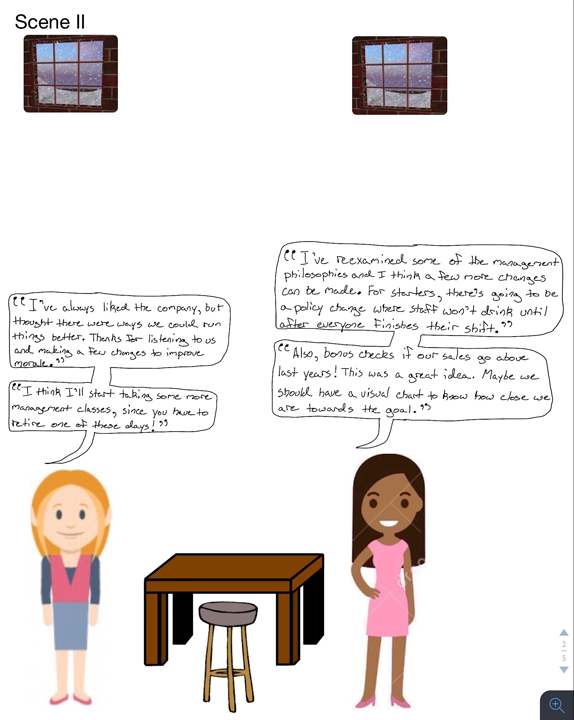 Scene II
“I've always liked the company, but
thought there were ways we could run
things better. Thanks for listening to us
and making a few changes to improve
morale.”
“I think I'll start taking some more
management classes, since you have to
retire one of these days!”
“I've reexamined some of the management
philosophies and I think a few more changes
can be made. For starters, there's going to be
a policy change where staff won't drink until
after everyone finishes their shift.”
“Also, bonus checks if our sales go above
last years! This was a great idea. Maybe we
should have a visual chart to know how close we
are towards the goal.”
2
5